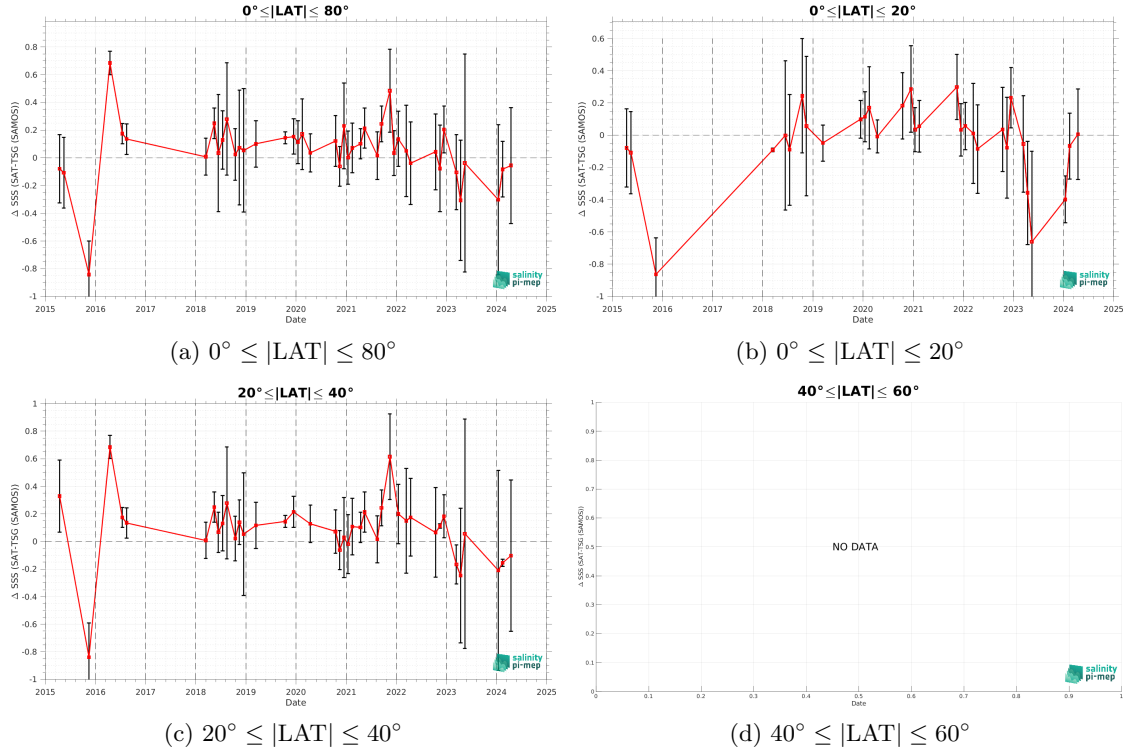 0°≤|LAT|≤ 80°
Δ SSS (SAT-TSG (SAMOS))
0.8
0.6
0.4
0.2
0
-0.2
-0.4
-0.6
-0.8
-1
2015 2016 2017 2018 2019 2020 2021 2022 2023 2024 2025
Date
salinity
pi-mep
(a) 0° ≤ |LAT| ≤ 80°
0°≤|LAT|≤ 20°
Δ SSS (SAT-TSG (SAMOS))
0.6
0.4
0.2
0
-0.2
-0.4
-0.6
-0.8
-1
2015 2016 2017 2018 2019 2020 2021 2022 2023 2024 2025
Date
salinity
pi-mep
(b) 0° ≤ |LAT| ≤ 20°
20°≤|LAT|≤ 40°
Δ SSS (SAT-TSG (SAMOS))
1
0.8
0.6
0.4
0.2
0
-0.2
-0.4
-0.6
-0.8
-1
2015 2016 2017 2018 2019 2020 2021 2022 2023 2024 2025
Date
salinity
pi-mep
(c) 20° ≤ |LAT| ≤ 40°
40°≤|LAT|≤ 60°
Δ SSS (SAT-TSG (SAMOS))
1
0.9
0.8
0.7
0.6
0.5
0.4
0.3
0.2
0.1
0
NO DATA
0 0.1 0.2 0.3 0.4 0.5 0.6 0.7 0.8 0.9 1
Date
salinity
pi-mep
(d) 40° ≤ |LAT| ≤ 60°